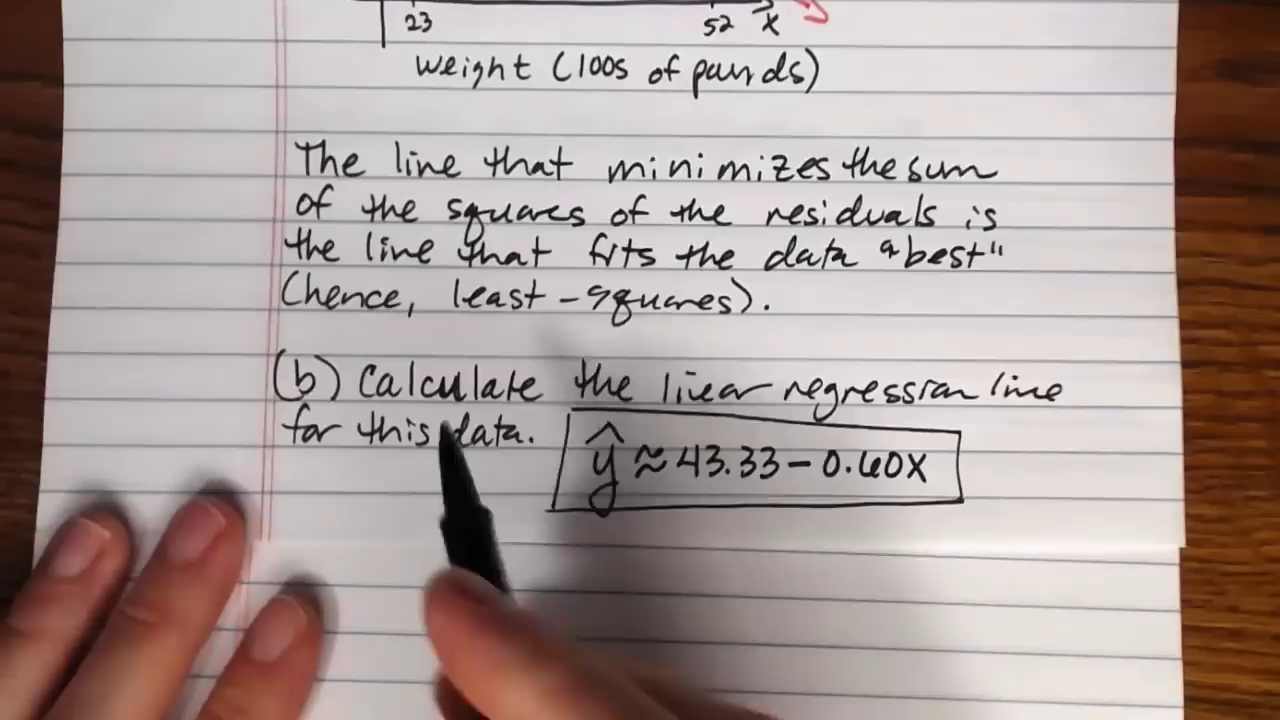 23 52 x
weight (100s of pounds)
The line that minimizes the sum
of the squares of the residuals is
the line that fits the data "best"
(hence, least-squares).
(b) Calculate the linear regression line
for this data.
ŷ ≈ 43.33 - 0.60x